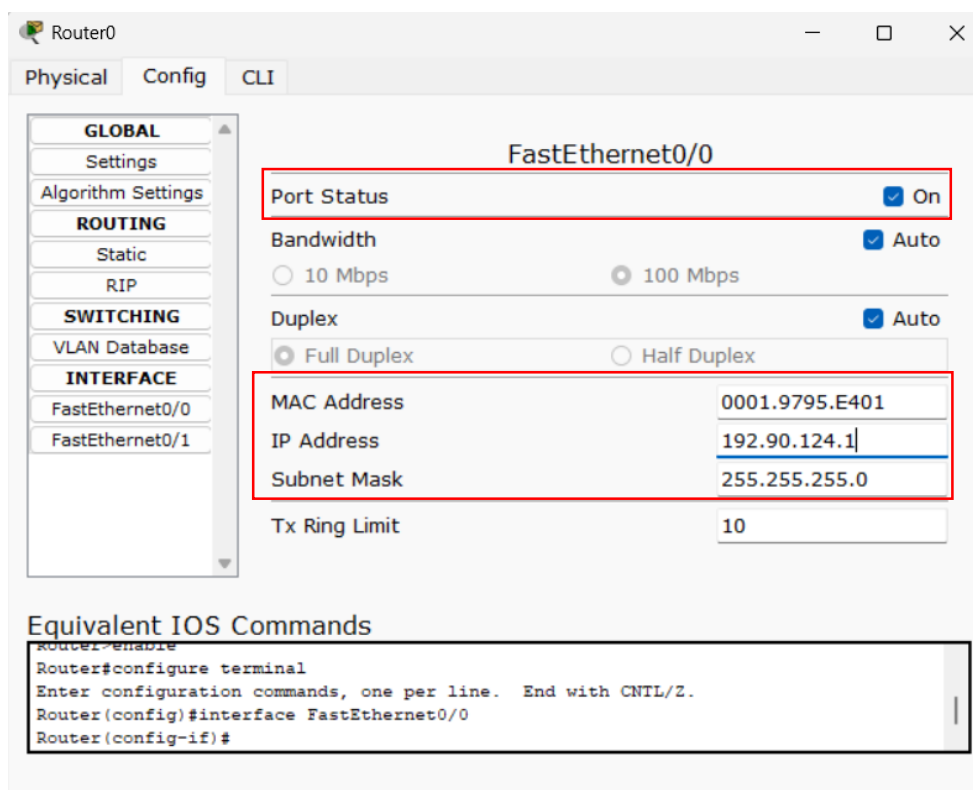 Router0
Physical Config CLI
GLOBAL
Settings
Algorithm Settings
ROUTING
Static
RIP
SWITCHING
VLAN Database
INTERFACE
FastEthernet0/0
FastEthernet0/1
FastEthernet0/0
Port Status On
Bandwidth Auto
10 Mbps 100 Mbps
Duplex Auto
Full Duplex Half Duplex
MAC Address 0001.9795.E401
IP Address 192.90.124.1
Subnet Mask 255.255.255.0
Tx Ring Limit 10
Equivalent IOS Commands
Router>enable
Router#configure terminal
Enter configuration commands, one per line. End with CNTL/Z.
Router(config)#interface FastEthernet0/0
Router(config-if)#